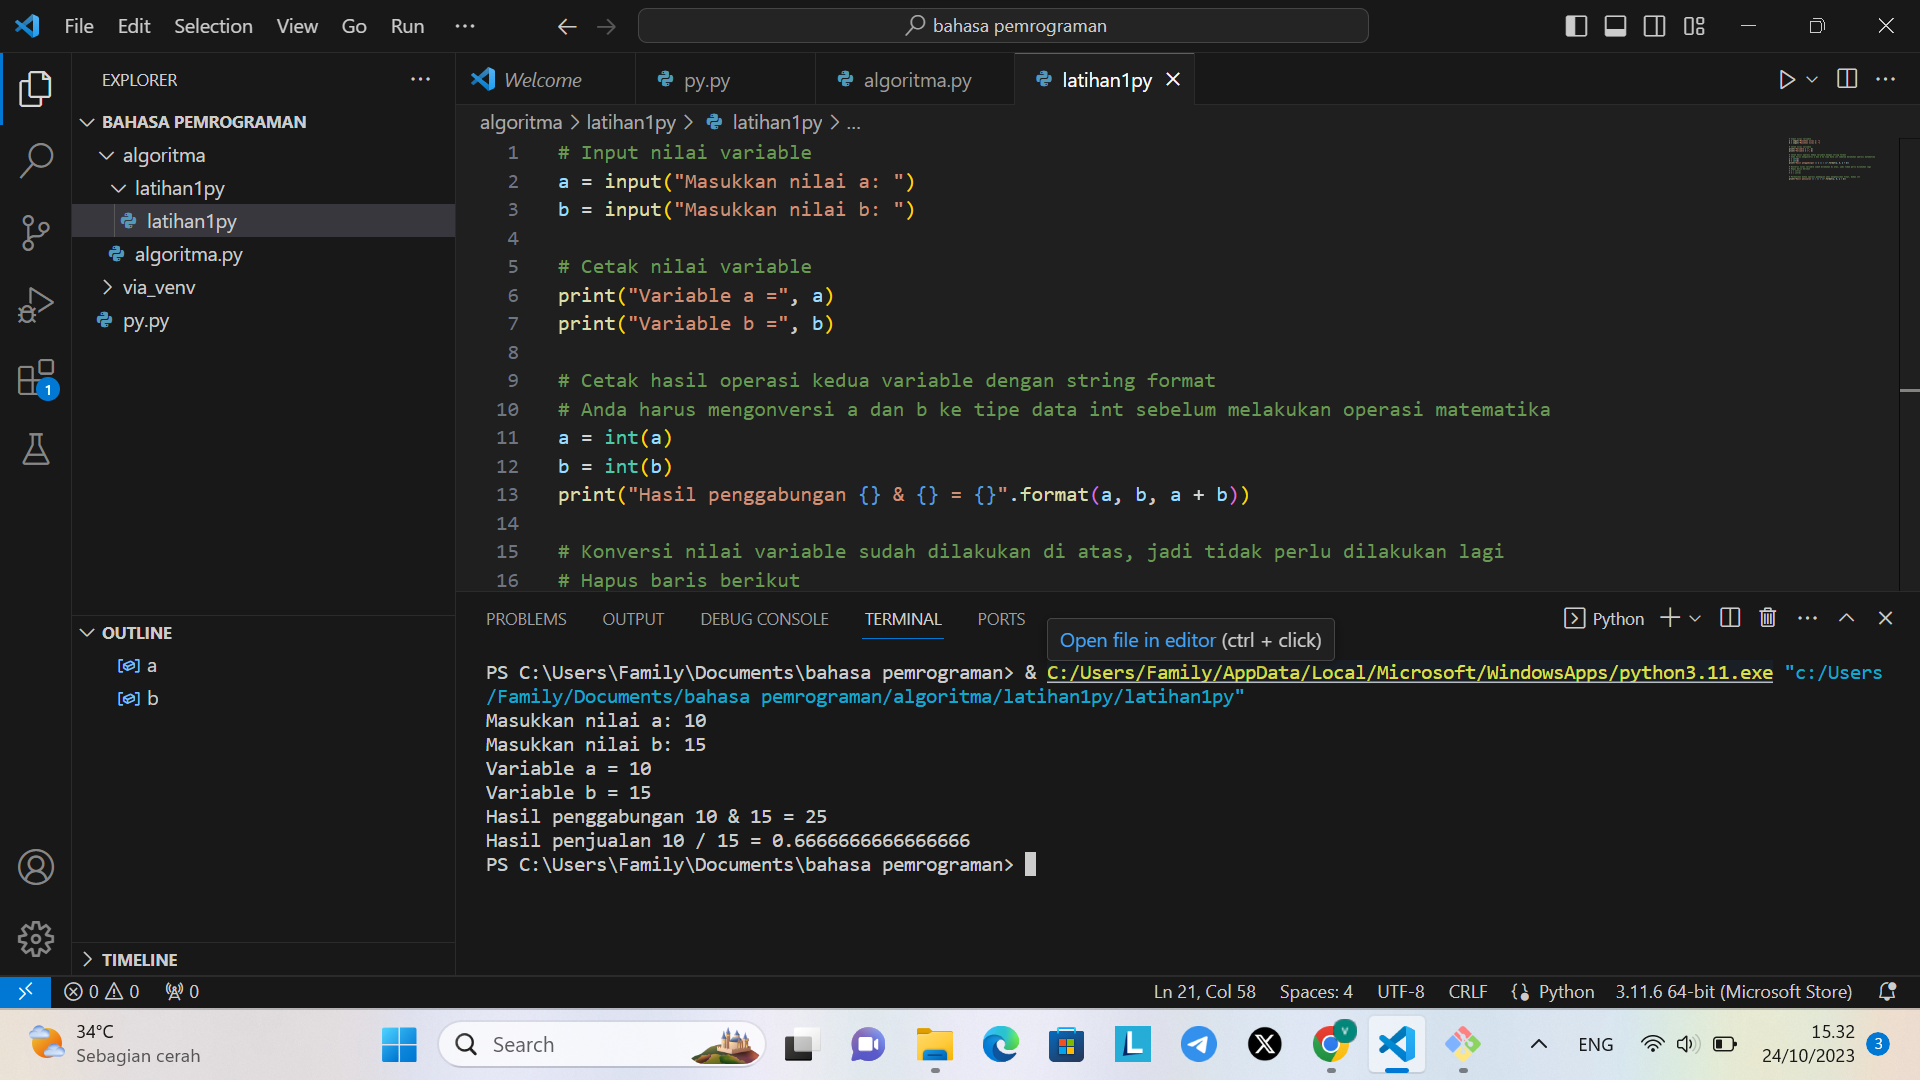 File Edit Selection View Go Run ...
bahasa pemrograman
EXPLORER
BAHASA PEMROGRAMAN
algoritma
latihan1py
latihan1py
algoritma.py
via_venv
py.py
OUTLINE
a
b
TIMELINE
Welcome py.py algoritma.py latihan1py
algoritma > latihan1py > latihan1py > ...
1 # Input nilai variable
2 a = input("Masukkan nilai a: ")
3 b = input("Masukkan nilai b: ")
4
5 # Cetak nilai variable
6 print("Variable a =", a)
7 print("Variable b =", b)
8
9 # Cetak hasil operasi kedua variable dengan string format
10 # Anda harus mengonversi a dan b ke tipe data int sebelum melakukan operasi matematika
11 a = int(a)
12 b = int(b)
13 print("Hasil penggabungan {} & {} = {}".format(a, b, a + b))
14
15 # Konversi nilai variable sudah dilakukan di atas, jadi tidak perlu dilakukan lagi
16 # Hapus baris berikut
PROBLEMS OUTPUT DEBUG CONSOLE TERMINAL PORTS
Python
Open file in editor (ctrl + click)
PS C:\Users\Family\Documents\bahasa pemrograman> & C:/Users/Family/AppData/Local/Microsoft/WindowsApps/python3.11.exe "c:/Users
/Family/Documents/bahasa pemrograman/algoritma/latihan1py/latihan1py"
Masukkan nilai a: 10
Masukkan nilai b: 15
Variable a = 10
Variable b = 15
Hasil penggabungan 10 & 15 = 25
Hasil penjualan 10 / 15 = 0.6666666666666666
PS C:\Users\Family\Documents\bahasa pemrograman>
1
0 0 0 Ln 21, Col 58 Spaces: 4 UTF-8 CRLF Python 3.11.6 64-bit (Microsoft Store)
34°C
Sebagian cerah
Search
L
V
ENG
15.32
24/10/2023
3